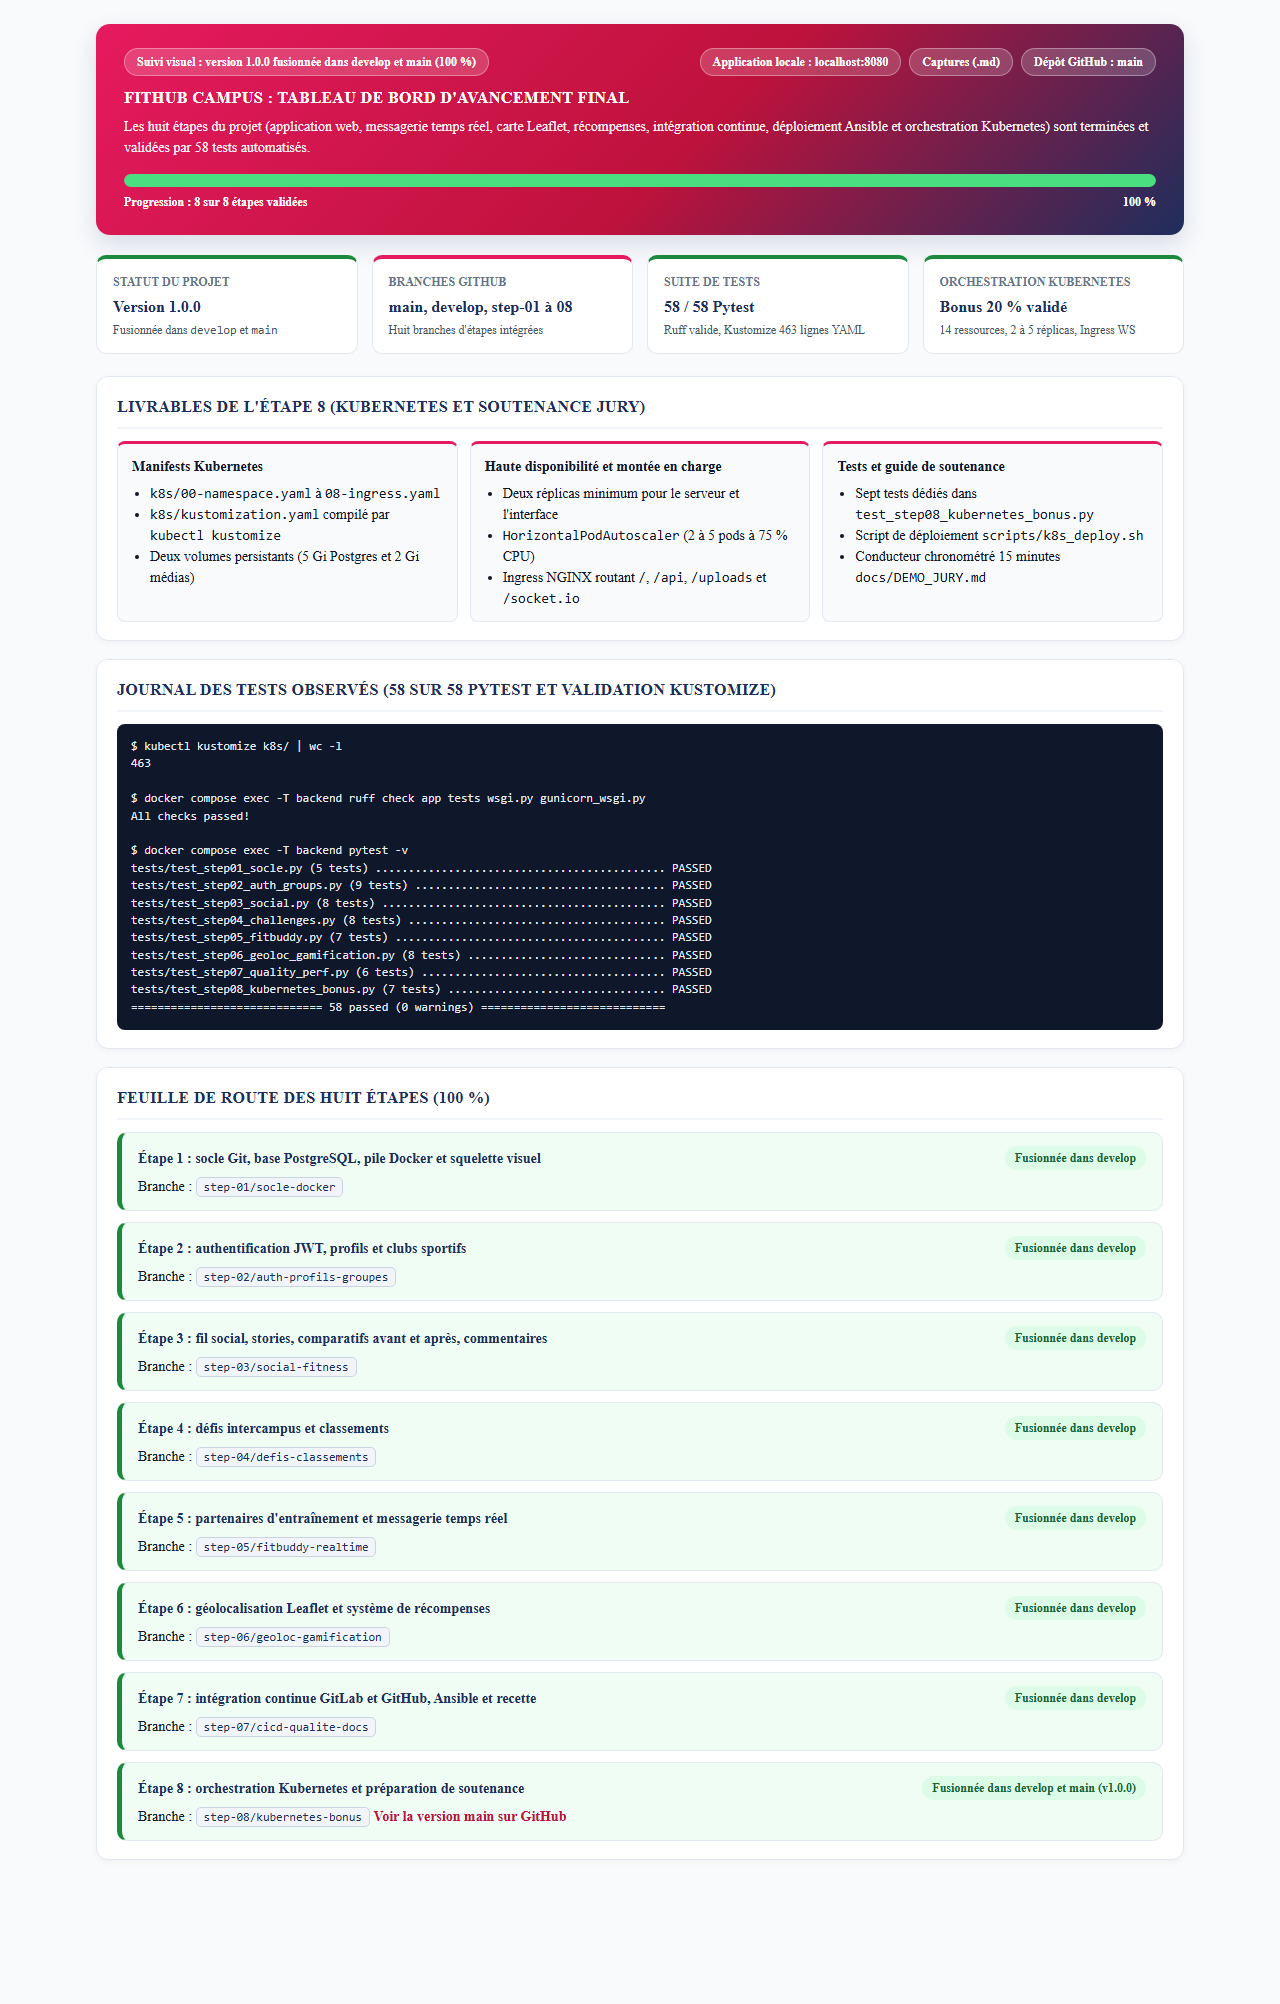 Suivi visuel : version 1.0.0 fusionnée dans develop et main (100 %)
Application locale : localhost:8080
Captures (.md)
Dépôt GitHub : main
FITHUB CAMPUS : TABLEAU DE BORD D'AVANCEMENT FINAL
Les huit étapes du projet (application web, messagerie temps réel, carte Leaflet, récompenses, intégration continue, déploiement Ansible et orchestration Kubernetes) sont terminées et
validées par 58 tests automatisés.
Progression : 8 sur 8 étapes validées
100 %
STATUT DU PROJET
Version 1.0.0
Fusionnée dans develop et main
BRANCHES GITHUB
main, develop, step-01 à 08
Huit branches d'étapes intégrées
SUITE DE TESTS
58 / 58 Pytest
Ruff valide, Kustomize 463 lignes YAML
ORCHESTRATION KUBERNETES
Bonus 20 % validé
14 ressources, 2 à 5 réplicas, Ingress WS
LIVRABLES DE L'ÉTAPE 8 (KUBERNETES ET SOUTENANCE JURY)
Manifests Kubernetes
• k8s/00-namespace.yaml à 08-ingress.yaml
• k8s/kustomization.yaml compilé par
kubectl kustomize
• Deux volumes persistants (5 Gi Postgres et 2 Gi
médias)
Haute disponibilité et montée en charge
• Deux réplicas minimum pour le serveur et
l'interface
• HorizontalPodAutoscaler (2 à 5 pods à 75 %
CPU)
• Ingress NGINX routant /, /api, /uploads et
/socket.io
Tests et guide de soutenance
• Sept tests dédiés dans
test_step08_kubernetes_bonus.py
• Script de déploiement scripts/k8s_deploy.sh
• Conducteur chronométré 15 minutes
docs/DEMO_JURY.md
JOURNAL DES TESTS OBSERVÉS (58 SUR 58 PYTEST ET VALIDATION KUSTOMIZE)
$ kubectl kustomize k8s/ | wc -l
463
$ docker compose exec -T backend ruff check app tests wsgi.py gunicorn_wsgi.py
All checks passed!
$ docker compose exec -T backend pytest -v
tests/test_step01_socle.py (5 tests) ............................................ PASSED
tests/test_step02_auth_groups.py (9 tests) ...................................... PASSED
tests/test_step03_social.py (8 tests) ........................................... PASSED
tests/test_step04_challenges.py (8 tests) ....................................... PASSED
tests/test_step05_fitbuddy.py (7 tests) ......................................... PASSED
tests/test_step06_geoloc_gamification.py (8 tests) .............................. PASSED
tests/test_step07_quality_perf.py (6 tests) ..................................... PASSED
tests/test_step08_kubernetes_bonus.py (7 tests) ................................. PASSED
============================= 58 passed (0 warnings) ============================
FEUILLE DE ROUTE DES HUIT ÉTAPES (100 %)
Étape 1 : socle Git, base PostgreSQL, pile Docker et squelette visuel
Fusionnée dans develop
Branche : step-01/socle-docker
Étape 2 : authentification JWT, profils et clubs sportifs
Fusionnée dans develop
Branche : step-02/auth-profils-groupes
Étape 3 : fil social, stories, comparatifs avant et après, commentaires
Fusionnée dans develop
Branche : step-03/social-fitness
Étape 4 : défis intercampus et classements
Fusionnée dans develop
Branche : step-04/defis-classements
Étape 5 : partenaires d'entraînement et messagerie temps réel
Fusionnée dans develop
Branche : step-05/fitbuddy-realtime
Étape 6 : géolocalisation Leaflet et système de récompenses
Fusionnée dans develop
Branche : step-06/geoloc-gamification
Étape 7 : intégration continue GitLab et GitHub, Ansible et recette
Fusionnée dans develop
Branche : step-07/cicd-qualite-docs
Étape 8 : orchestration Kubernetes et préparation de soutenance
Fusionnée dans develop et main (v1.0.0)
Branche : step-08/kubernetes-bonus Voir la version main sur GitHub